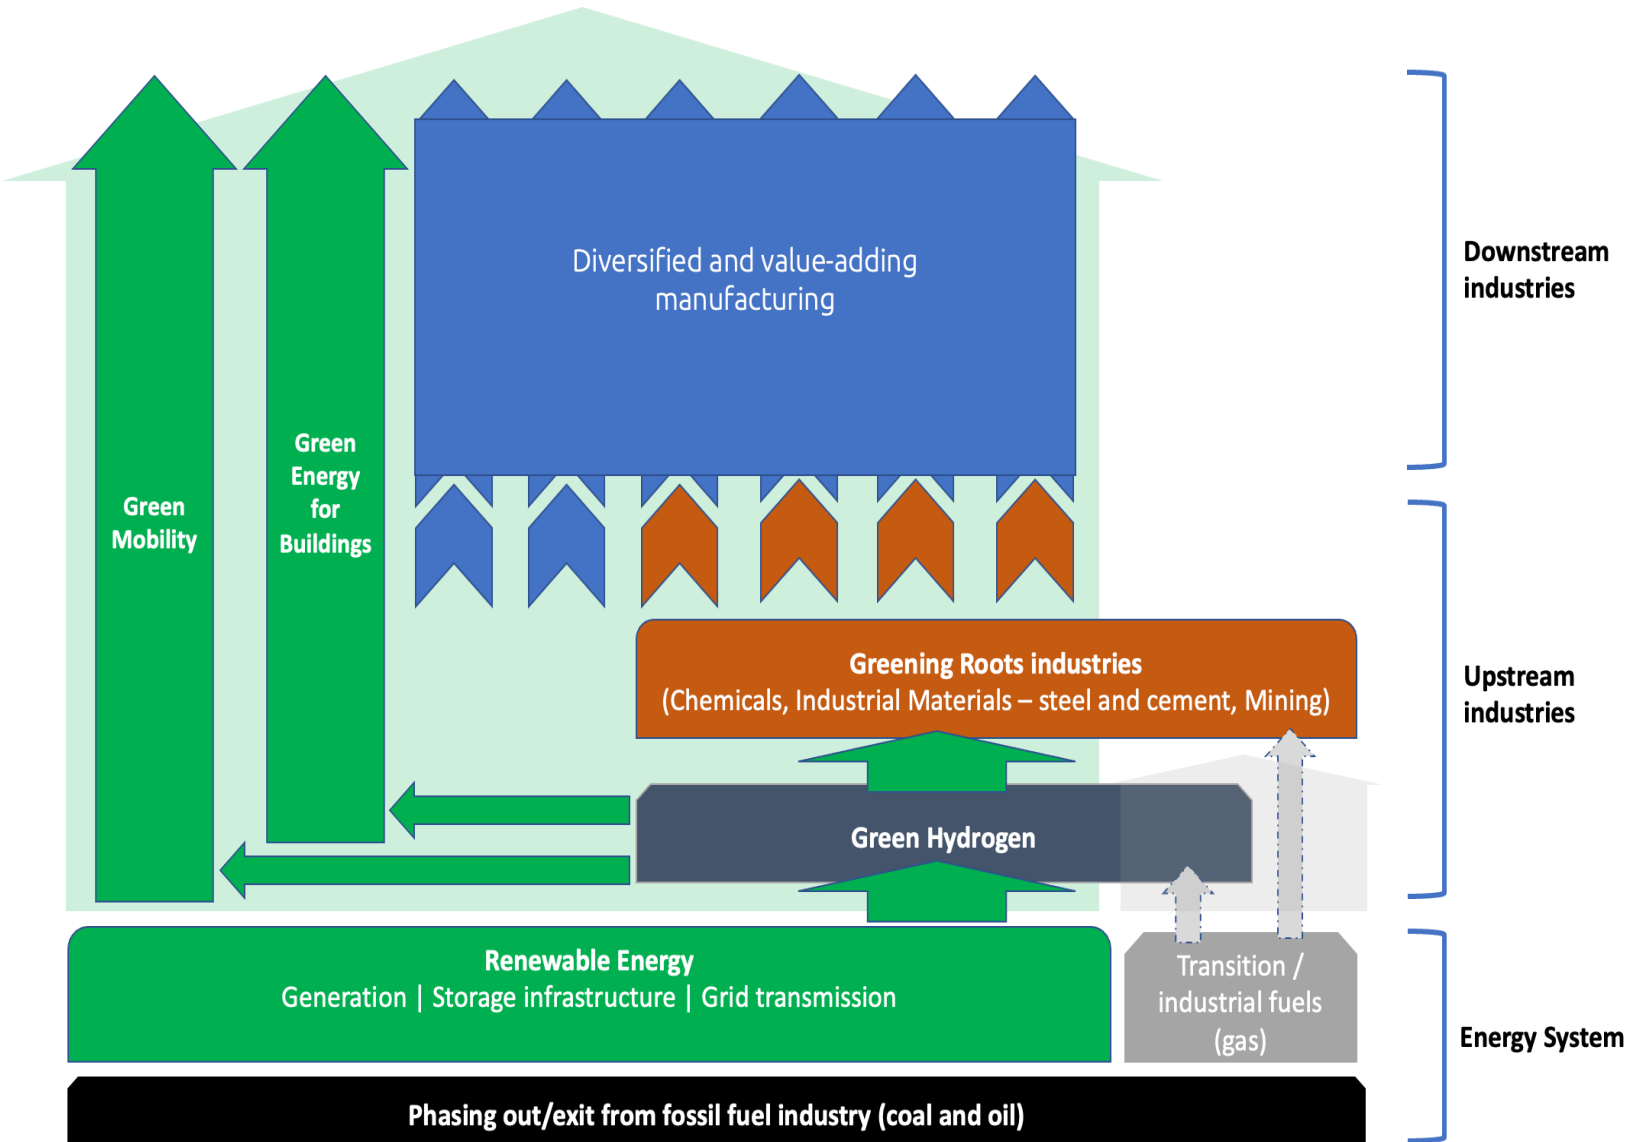 Diversified and value-adding
manufacturing
Downstream
industries
Green
Mobility
Green
Energy
for
Buildings
Greening Roots industries
(Chemicals, Industrial Materials – steel and cement, Mining)
Upstream
industries
Green Hydrogen
Renewable Energy
Generation | Storage infrastructure | Grid transmission
Transition /
industrial fuels
(gas)
Energy System
Phasing out/exit from fossil fuel industry (coal and oil)